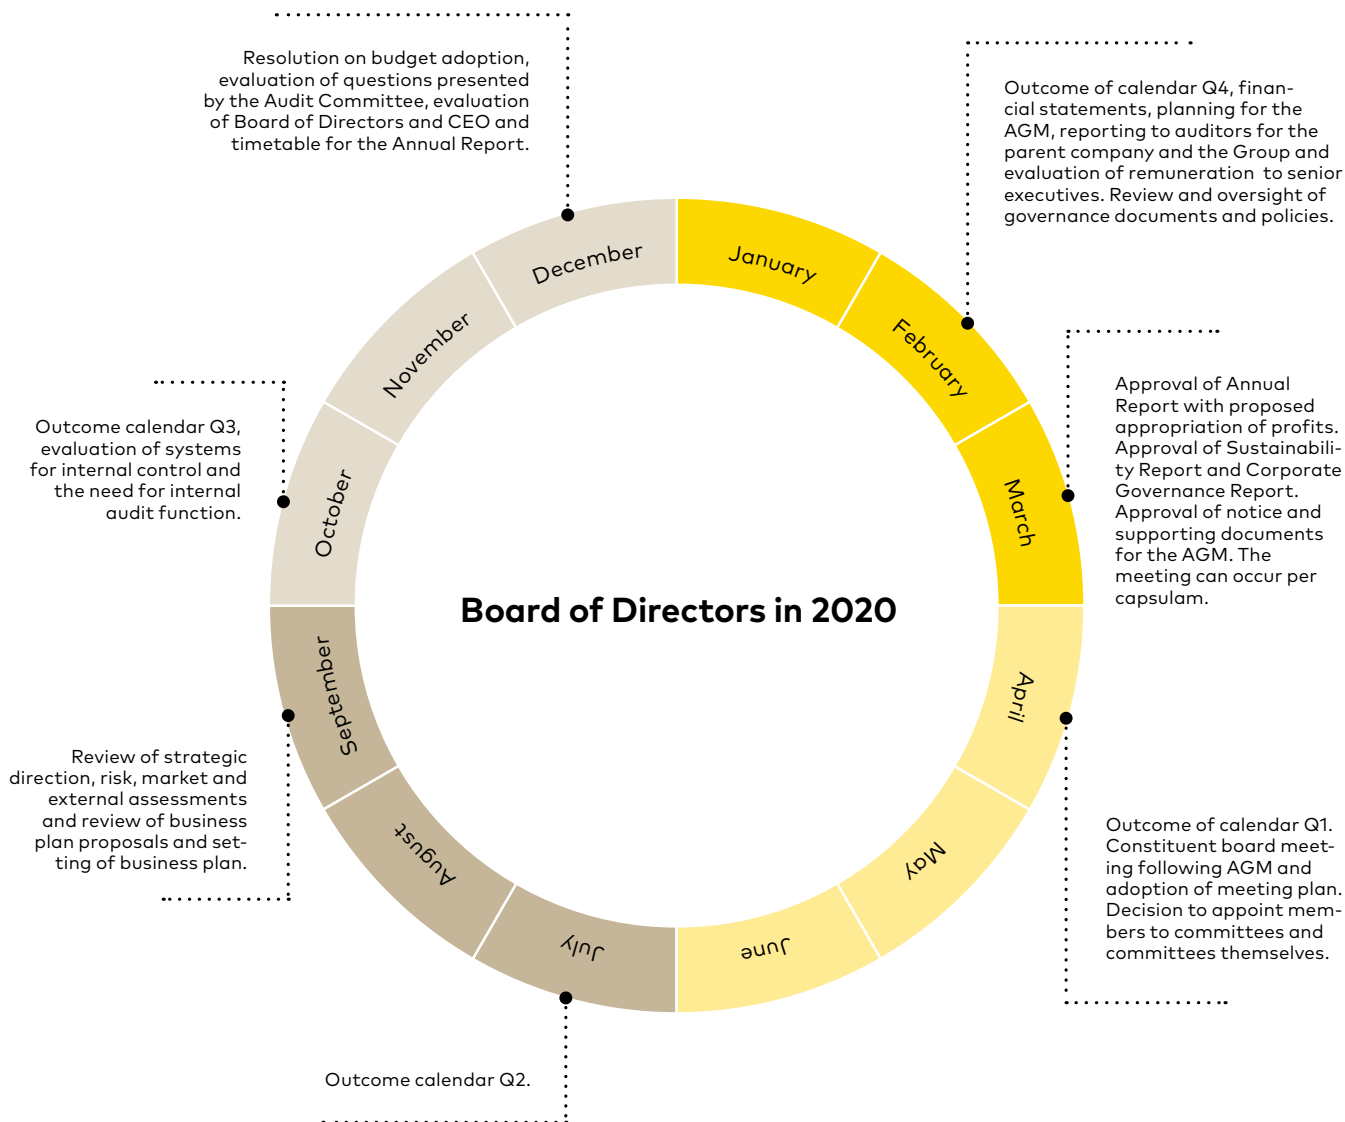 Resolution on budget adoption,
evaluation of questions presented
by the Audit Committee, evaluation
of Board of Directors and CEO and
timetable for the Annual Report.
Outcome of calendar Q4, finan-
cial statements, planning for the
AGM, reporting to auditors for the
parent company and the Group and
evaluation of remuneration to senior
executives. Review and oversight of
governance documents and policies.
Approval of Annual
Report with proposed
appropriation of profits.
Approval of Sustainabili-
ty Report and Corporate
Governance Report.
Approval of notice and
supporting documents
for the AGM. The
meeting can occur per
capsulam.
Outcome of calendar Q1.
Constituent board meet-
ing following AGM and
adoption of meeting plan.
Decision to appoint mem-
bers to committees and
committees themselves.
Outcome calendar Q2.
Review of strategic
direction, risk, market and
external assessments
and review of business
plan proposals and set-
ting of business plan.
Outcome calendar Q3,
evaluation of systems
for internal control and
the need for internal
audit function.
January
February
March
April
May
June
July
August
September
October
November
December
Board of Directors in 2020